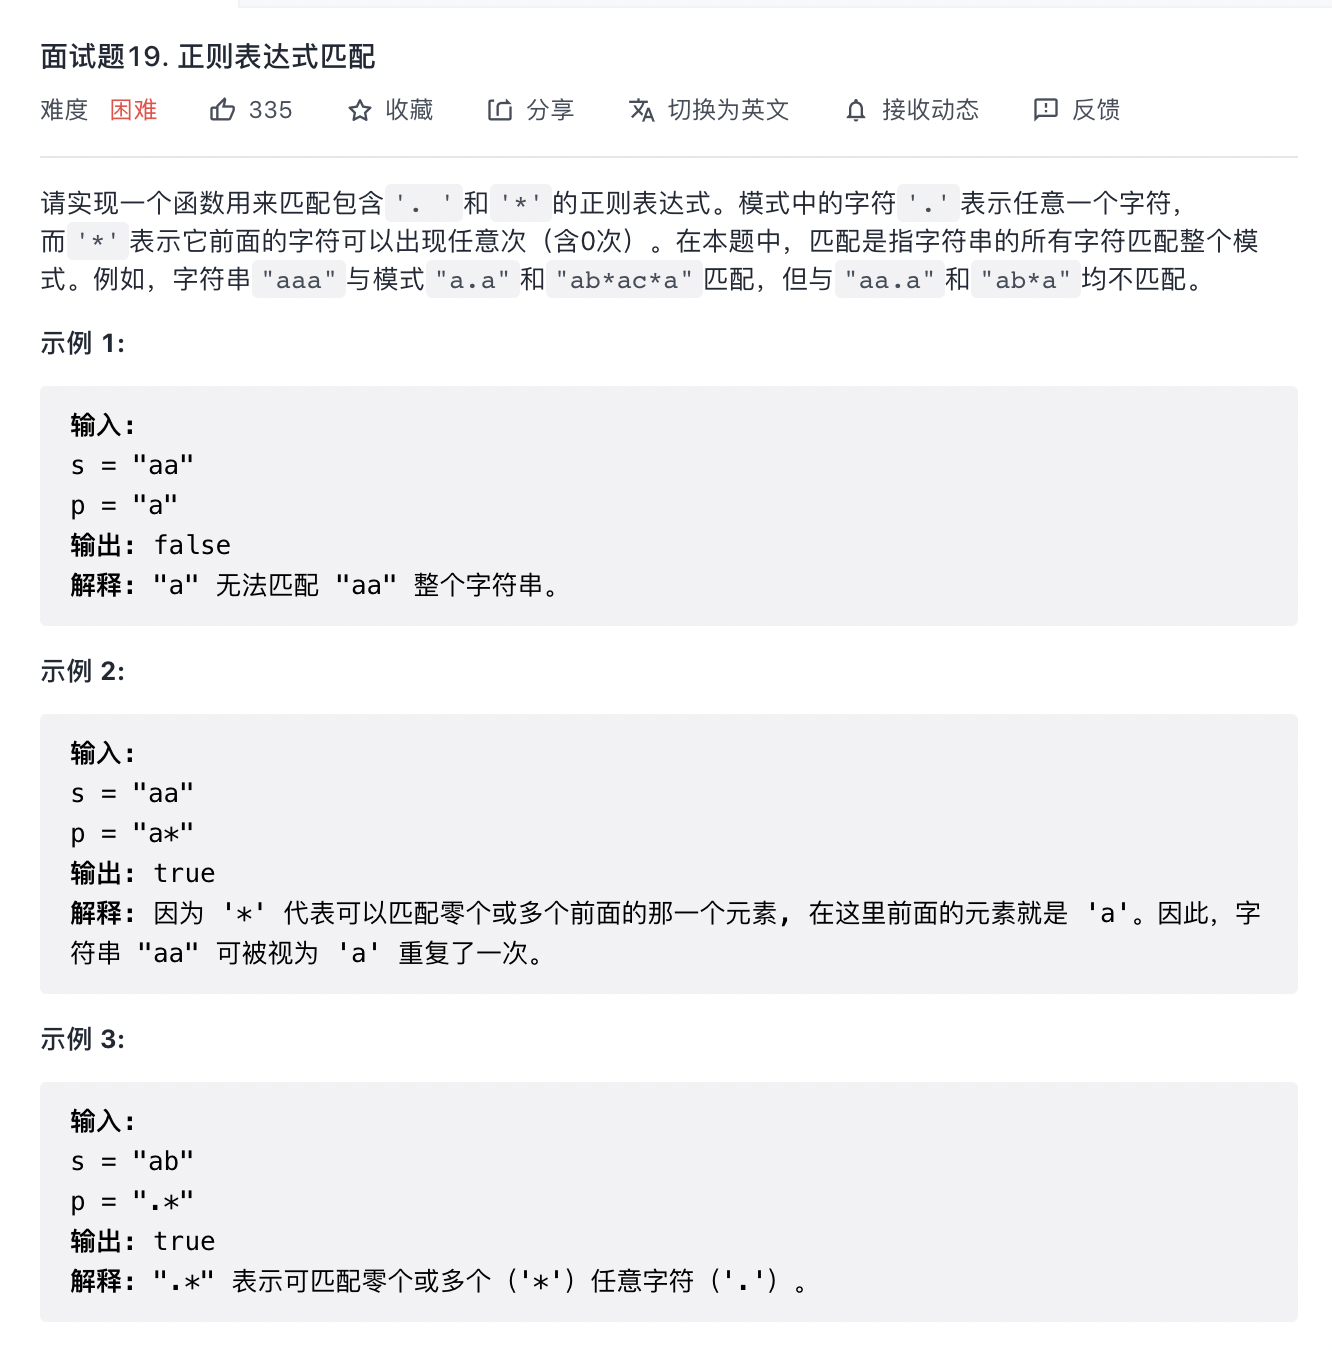 面试题19. 正则表达式匹配
难度 困难 335 收藏 分享 切换为英文 接收动态 反馈
请实现一个函数用来匹配包含'. '和'*'的正则表达式。模式中的字符'.'表示任意一个字符，
而'*'表示它前面的字符可以出现任意次（含0次）。在本题中，匹配是指字符串的所有字符匹配整个模
式。例如，字符串"aaa"与模式"a.a"和"ab*ac*a"匹配，但与"aa.a"和"ab*a"均不匹配。
示例 1:
输入:
s = "aa"
p = "a"
输出: false
解释: "a" 无法匹配 "aa" 整个字符串。
示例 2:
输入:
s = "aa"
p = "a*"
输出: true
解释: 因为 '*' 代表可以匹配零个或多个前面的那一个元素, 在这里前面的元素就是 'a'。因此，字
符串 "aa" 可被视为 'a' 重复了一次。
示例 3:
输入:
s = "ab"
p = ".*"
输出: true
解释: ".*" 表示可匹配零个或多个（'*'）任意字符（'.'）。